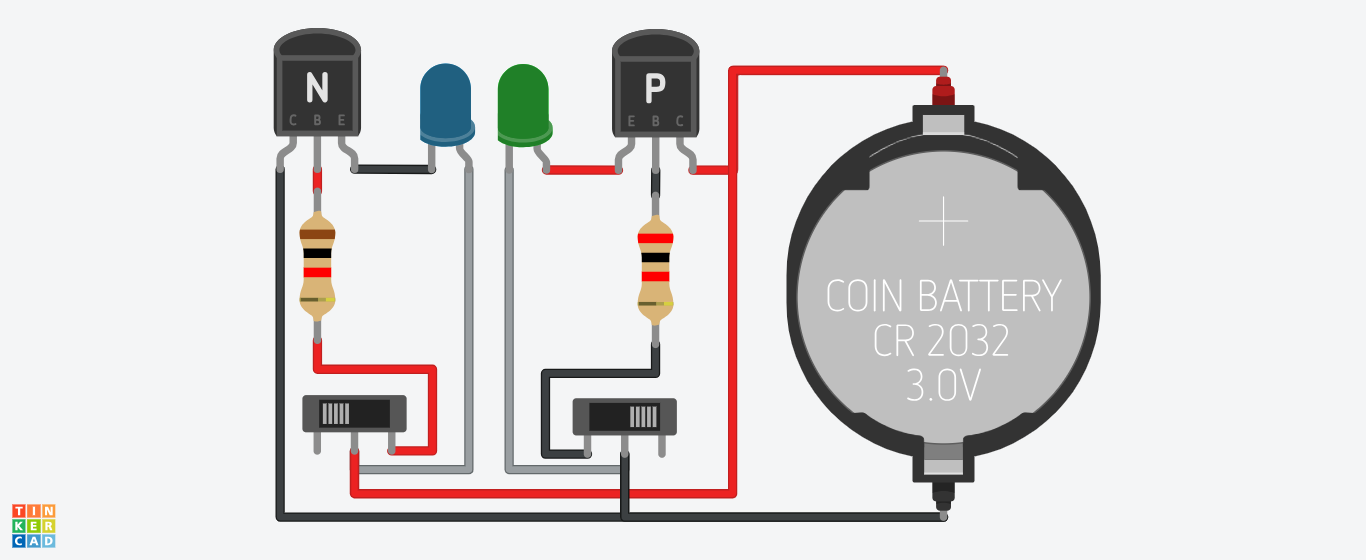 N
C B E
P
E B C
COIN BATTERY
CR 2032
3.0V
TIN
KER
CAD